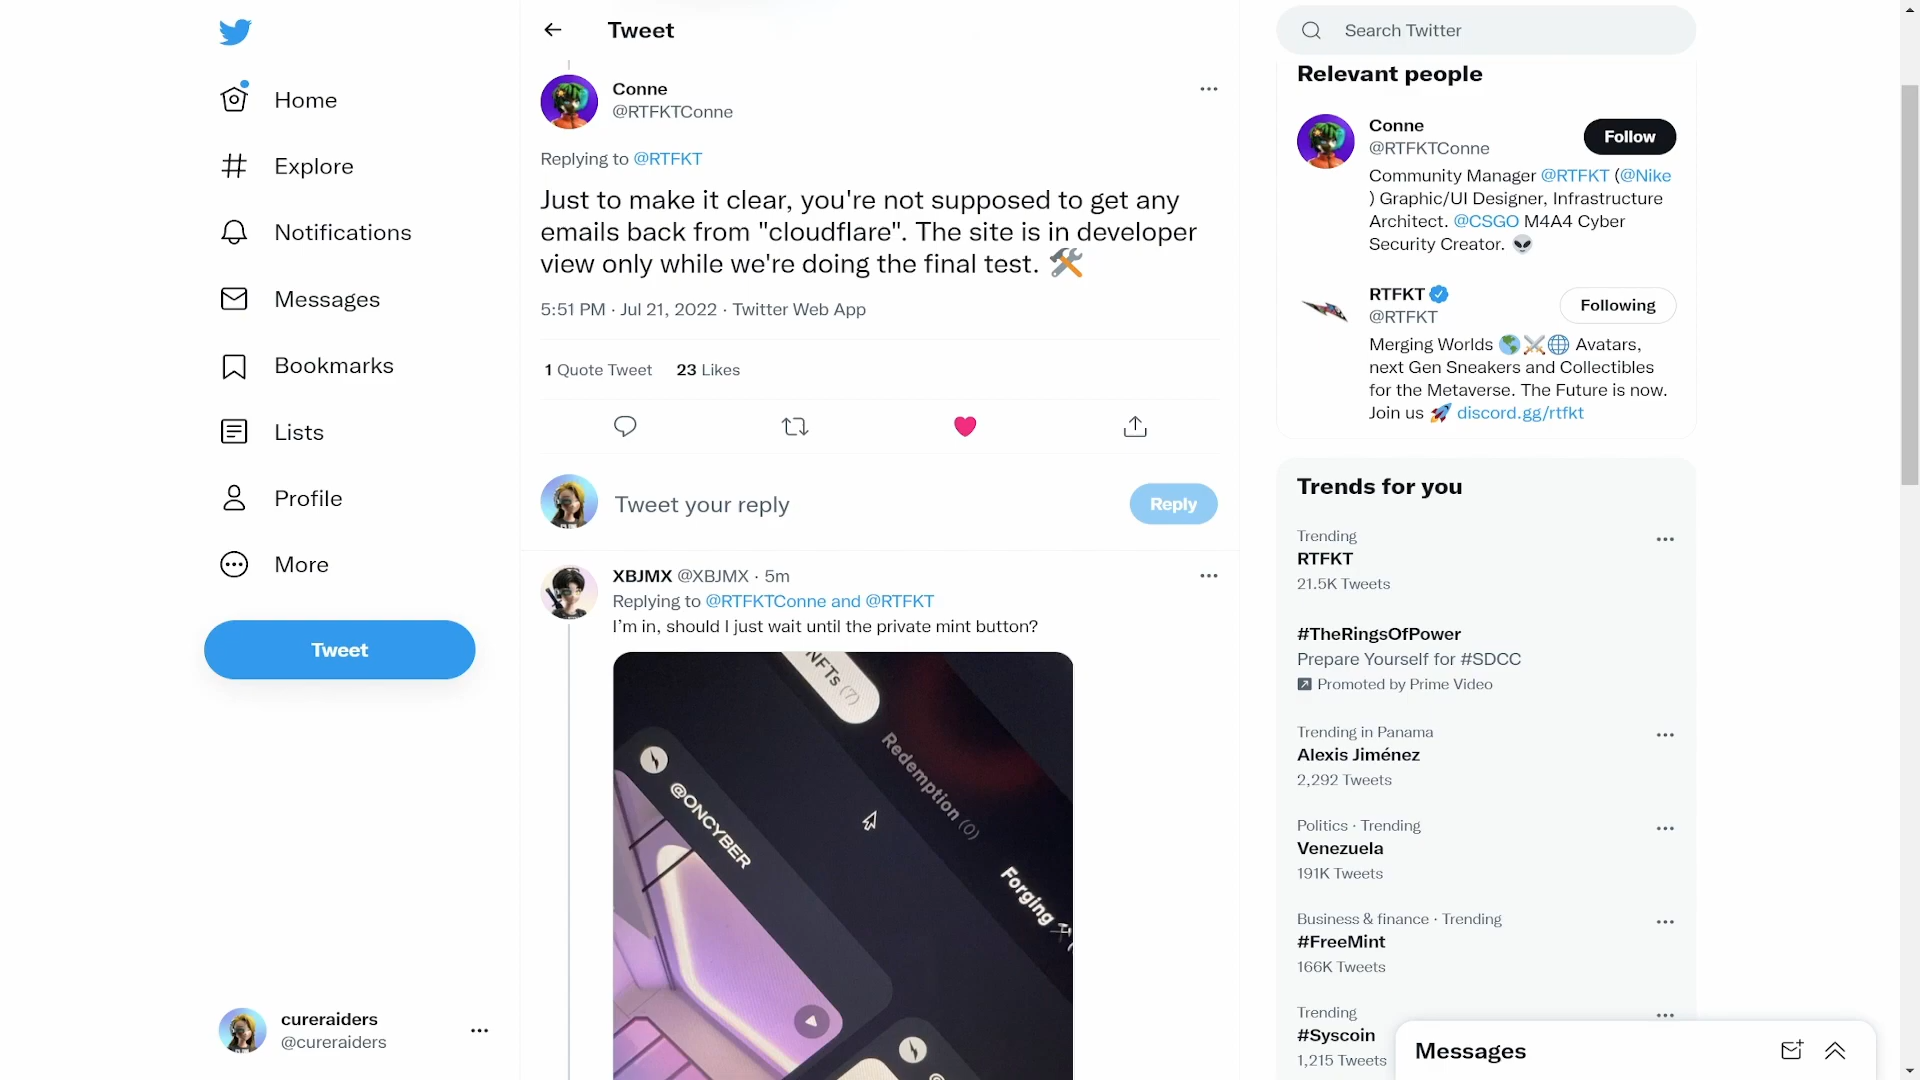 Home
Explore
Notifications
Messages
Bookmarks
Lists
Profile
More
Tweet
cureraiders
@cureraiders
Tweet
Conne
@RTFKTConne
Replying to @RTFKT
Just to make it clear, you're not supposed to get any
emails back from "cloudflare". The site is in developer
view only while we're doing the final test. 🛠️
5:51 PM · Jul 21, 2022 · Twitter Web App
1 Quote Tweet 23 Likes
Tweet your reply
Reply
XBJMX @XBJMX · 5m
Replying to @RTFKTConne and @RTFKT
I’m in, should I just wait until the private mint button?
NFTs (7)
Redemption (0)
Forging
@ONCYBER
Search Twitter
Relevant people
Conne
@RTFKTConne
Follow
Community Manager @RTFKT (@Nike
) Graphic/UI Designer, Infrastructure
Architect. @CSGO M4A4 Cyber
Security Creator. 👽
RTFKT
@RTFKT
Following
Merging Worlds 🌎⚔️🌐 Avatars,
next Gen Sneakers and Collectibles
for the Metaverse. The Future is now.
Join us 🚀 discord.gg/rtfkt
Trends for you
Trending
RTFKT
21.5K Tweets
#TheRingsOfPower
Prepare Yourself for #SDCC
Promoted by Prime Video
Trending in Panama
Alexis Jiménez
2,292 Tweets
Politics · Trending
Venezuela
191K Tweets
Business & finance · Trending
#FreeMint
166K Tweets
Trending
#Syscoin
1,215 Tweets
Messages